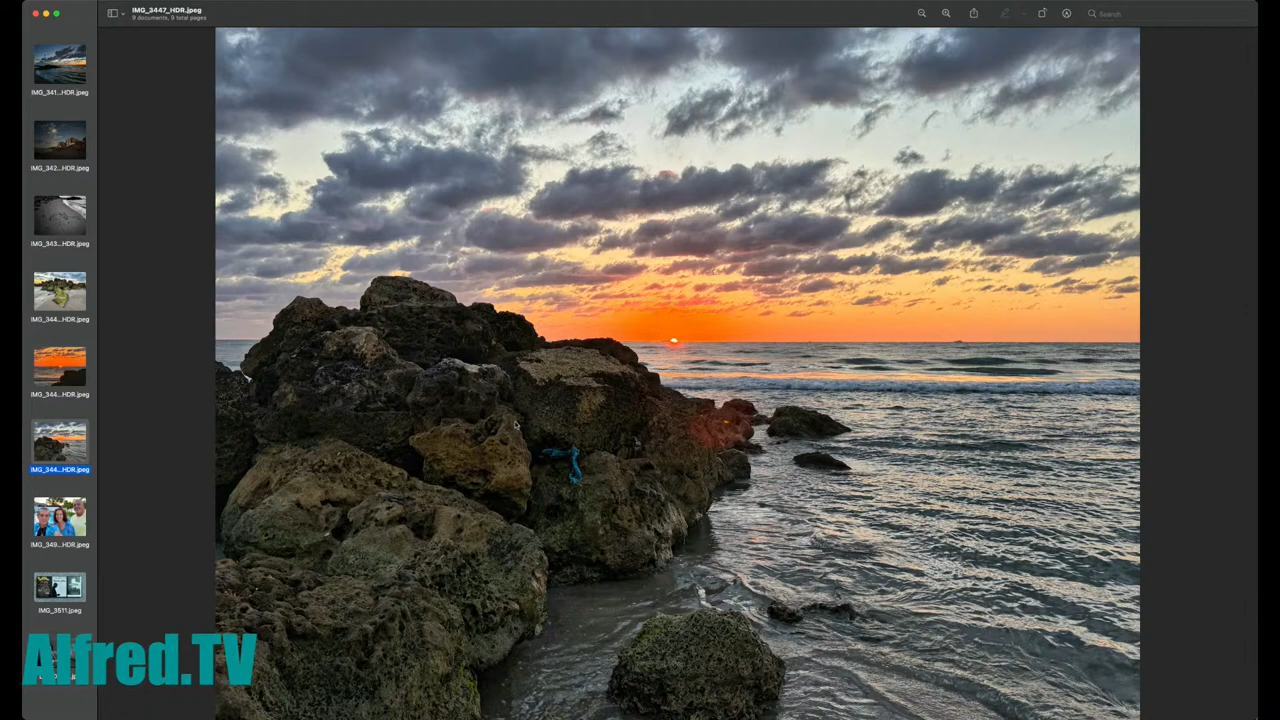 IMG_3447_HDR.jpeg
9 documents, 9 total pages
Search
IMG_341...HDR.jpeg
IMG_342...HDR.jpeg
IMG_343...HDR.jpeg
IMG_344...HDR.jpeg
IMG_344...HDR.jpeg
IMG_344...HDR.jpeg
IMG_349...HDR.jpeg
IMG_3511.jpeg
Alfred.TV